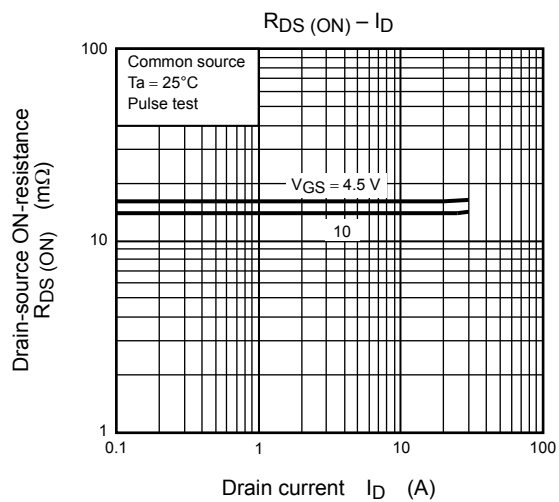 RDS (ON) – ID
100
Common source
Ta = 25°C
Pulse test
VGS = 4.5 V
10
10
1
0.1
1
10
100
Drain-source ON-resistance
RDS (ON) (mΩ)
Drain current ID (A)